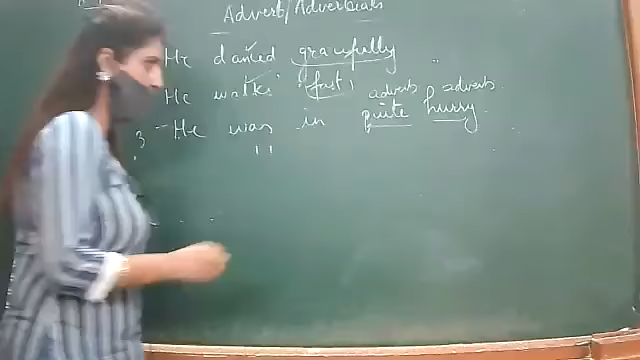 Adverb/Adverbials
He danced gracefully
He walks "fast"
adverb adverb
3 - He was in quite hurry.